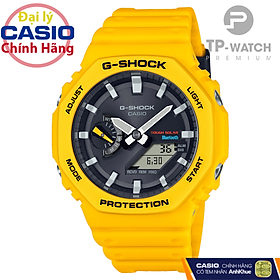 Đại lý
CASIO
Chính Hãng
TP-WATCH
PREMIUM
ADJUST
LIGHT
G-SHOCK
CASIO
TOUGH SOLAR
Bluetooth
MODE
START
PROTECTION
CASIO
CHÍNH HÃNG
CÓ TEM NHÃN AnhKhue